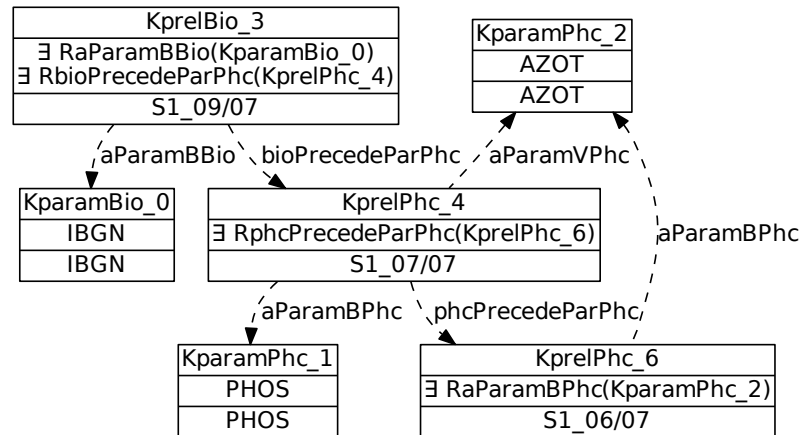 KprelBio_3
∃ RaParamBBio(KparamBio_0)
∃ RbioPrecedeParPhc(KprelPhc_4)
S1_09/07
KparamPhc_2
AZOT
AZOT
aParamBBio
bioPrecedeParPhc
aParamVPhc
KparamBio_0
IBGN
IBGN
KprelPhc_4
∃ RphcPrecedeParPhc(KprelPhc_6)
S1_07/07
aParamBPhc
aParamBPhc
phcPrecedeParPhc
KparamPhc_1
PHOS
PHOS
KprelPhc_6
∃ RaParamBPhc(KparamPhc_2)
S1_06/07